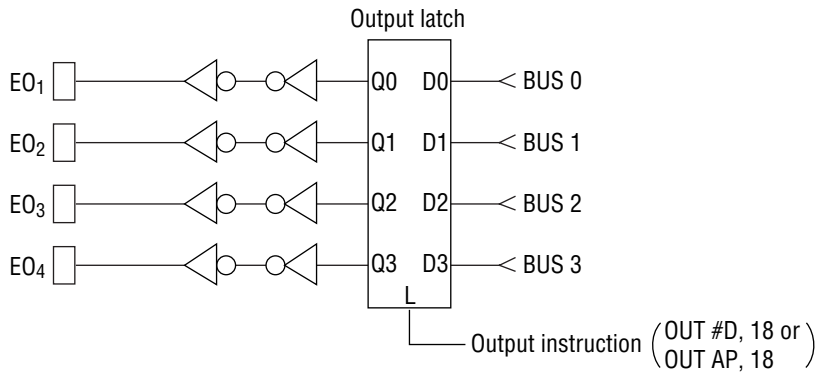 Output latch
EO1 Q0 D0 BUS 0
EO2 Q1 D1 BUS 1
EO3 Q2 D2 BUS 2
EO4 Q3 D3 BUS 3
L
Output instruction (OUT #D, 18 or
OUT AP, 18)